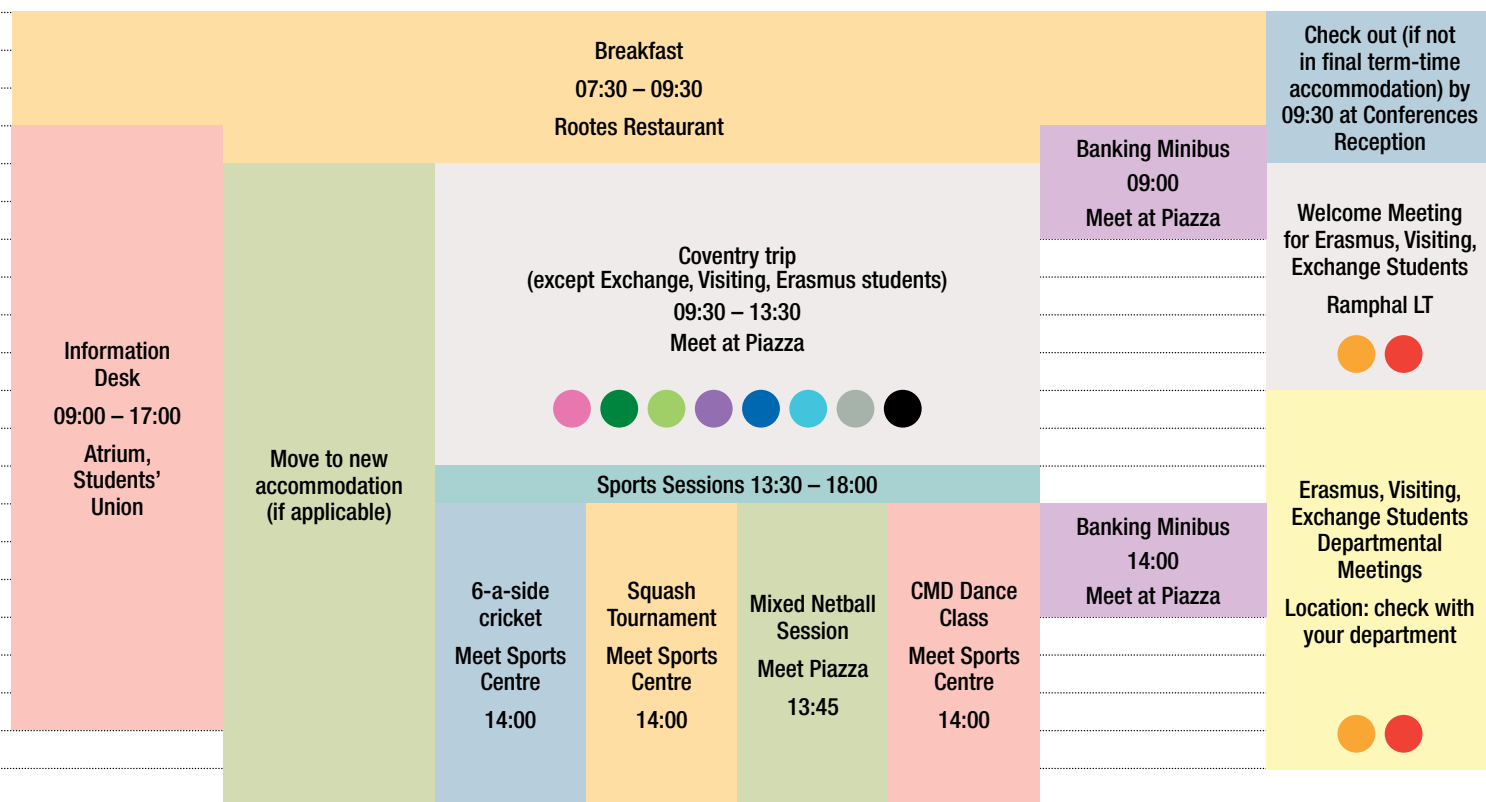 Breakfast
07:30 – 09:30
Rootes Restaurant
Check out (if not
in final term-time
accommodation) by
09:30 at Conferences
Reception
Information
Desk
09:00 – 17:00
Atrium,
Students’
Union
Move to new
accommodation
(if applicable)
Coventry trip
(except Exchange, Visiting, Erasmus students)
09:30 – 13:30
Meet at Piazza
Banking Minibus
09:00
Meet at Piazza
Welcome Meeting
for Erasmus, Visiting,
Exchange Students
Ramphal LT
Sports Sessions 13:30 – 18:00
6-a-side
cricket
Meet Sports
Centre
14:00
Squash
Tournament
Meet Sports
Centre
14:00
Mixed Netball
Session
Meet Piazza
13:45
CMD Dance
Class
Meet Sports
Centre
14:00
Banking Minibus
14:00
Meet at Piazza
Erasmus, Visiting,
Exchange Students
Departmental
Meetings
Location: check with
your department